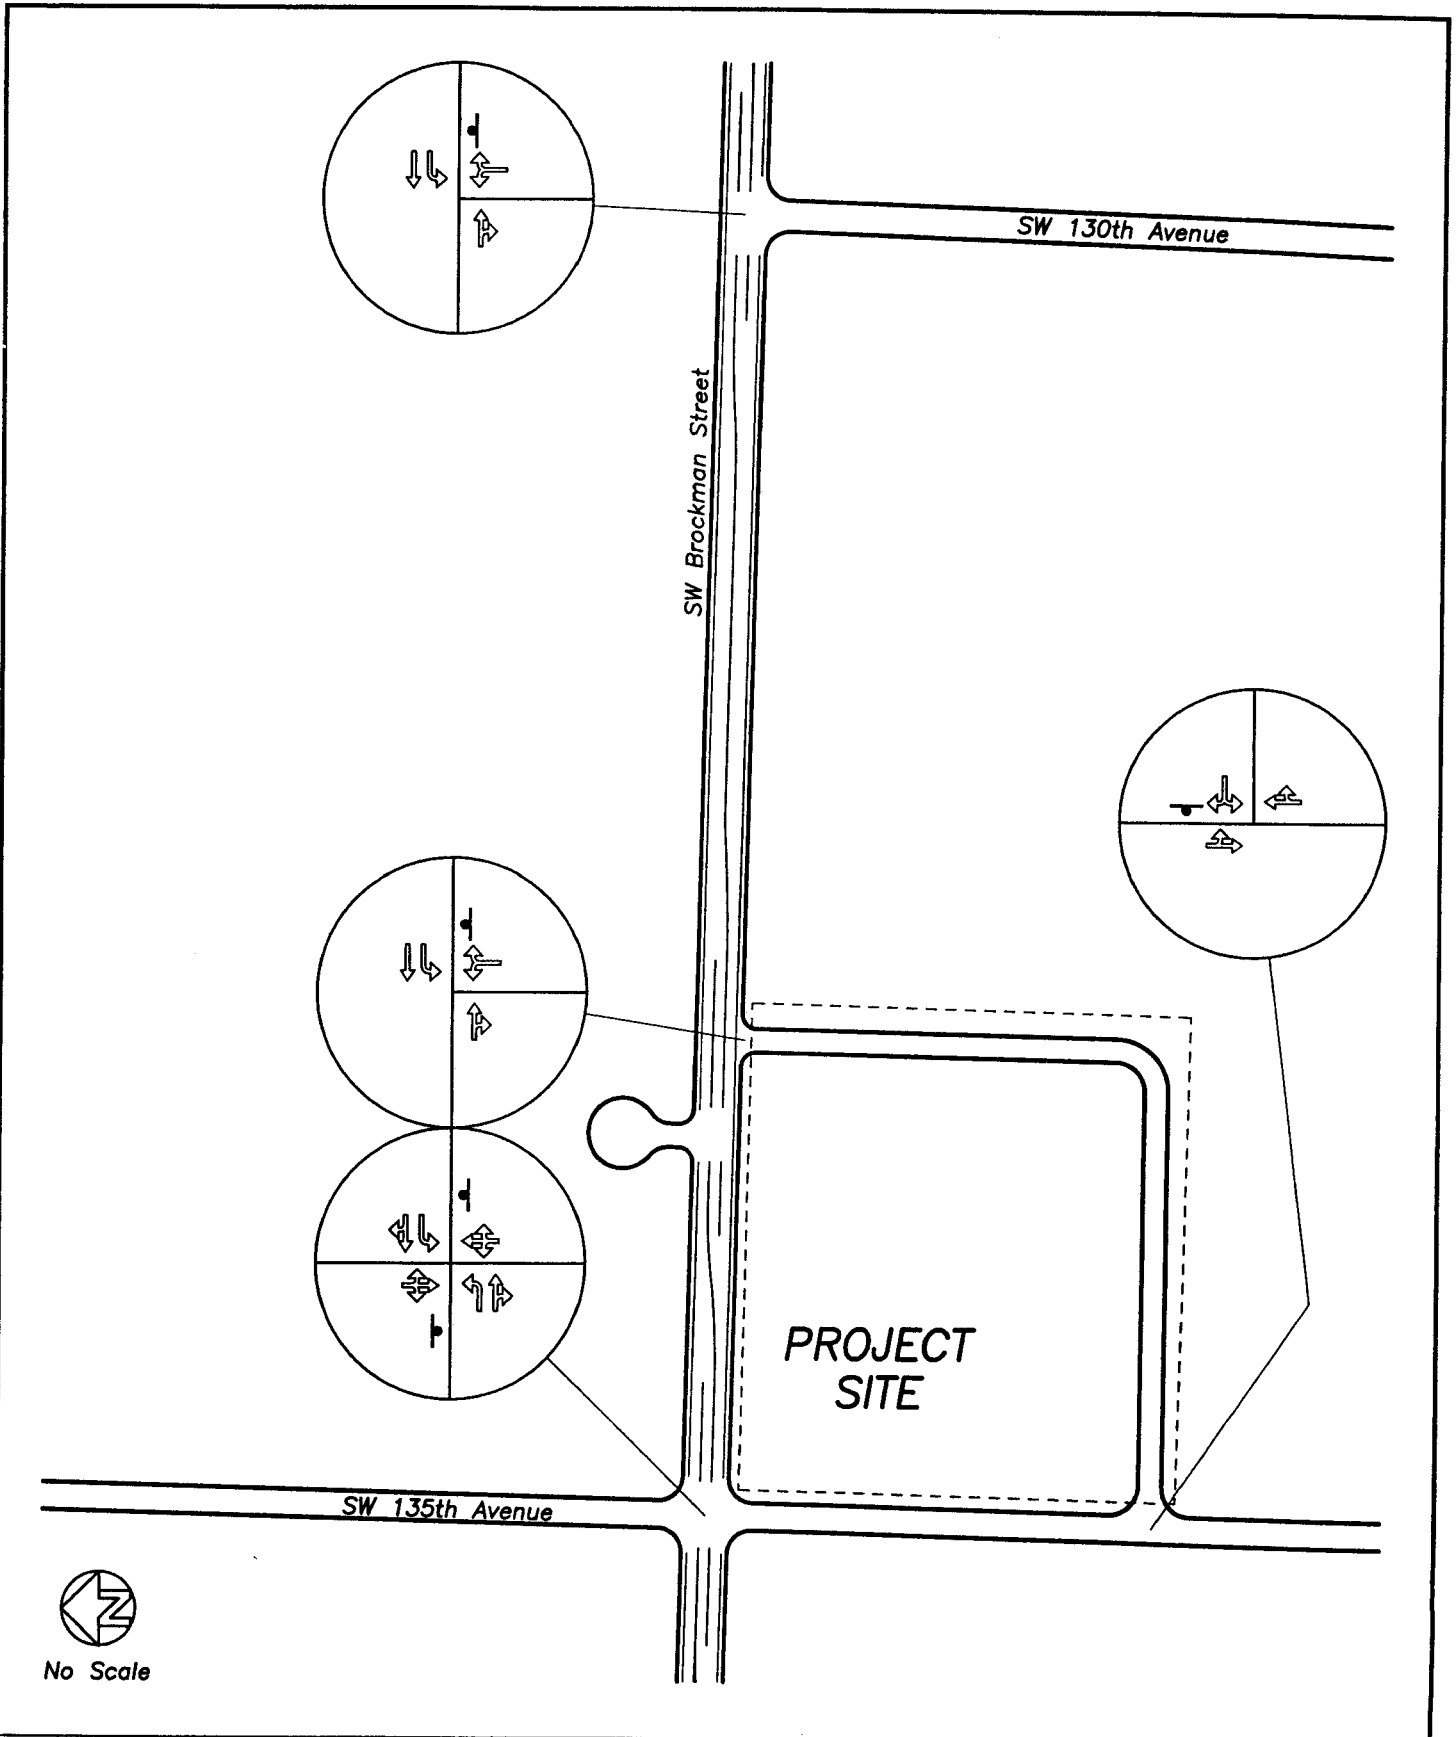 SW 130th Avenue
SW Brockman Street
PROJECT
SITE
SW 135th Avenue
N
No Scale